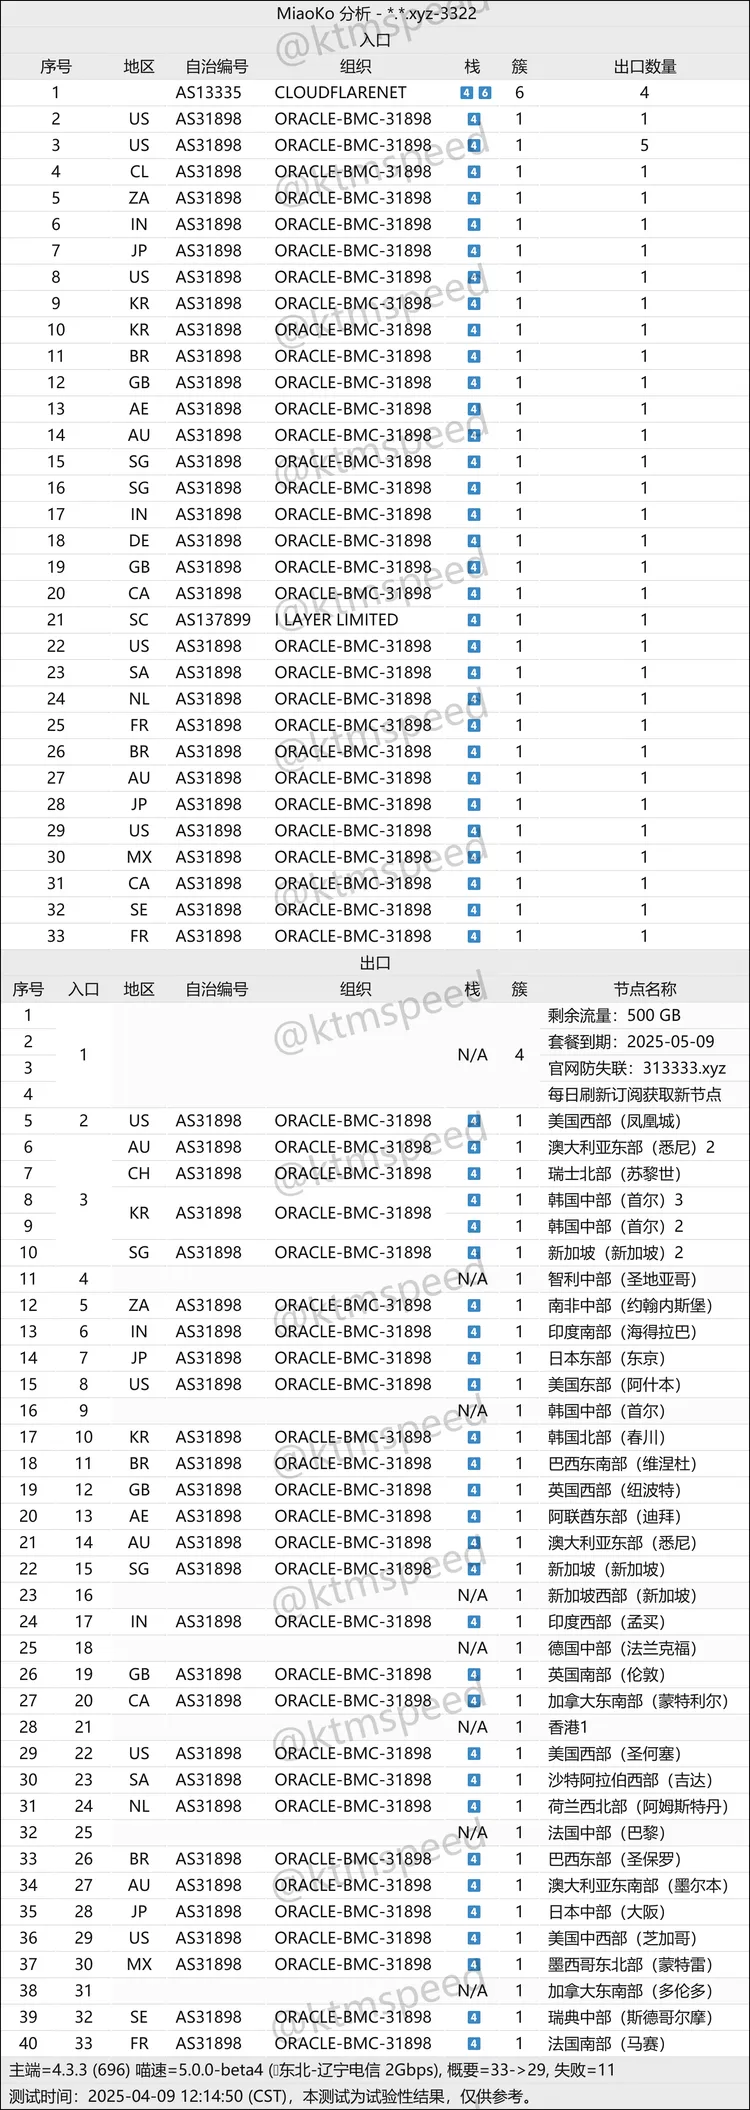 MiaoKo 分析 - *.*.xyz-3322
入口
序号 地区 自治编号 组织 栈 簇 出口数量
1 AS13335 CLOUDFLARENET 4 6 6 4
2 US AS31898 ORACLE-BMC-31898 4 1 1
3 US AS31898 ORACLE-BMC-31898 4 1 5
4 CL AS31898 ORACLE-BMC-31898 4 1 1
5 ZA AS31898 ORACLE-BMC-31898 4 1 1
6 IN AS31898 ORACLE-BMC-31898 4 1 1
7 JP AS31898 ORACLE-BMC-31898 4 1 1
8 US AS31898 ORACLE-BMC-31898 4 1 1
9 KR AS31898 ORACLE-BMC-31898 4 1 1
10 KR AS31898 ORACLE-BMC-31898 4 1 1
11 BR AS31898 ORACLE-BMC-31898 4 1 1
12 GB AS31898 ORACLE-BMC-31898 4 1 1
13 AE AS31898 ORACLE-BMC-31898 4 1 1
14 AU AS31898 ORACLE-BMC-31898 4 1 1
15 SG AS31898 ORACLE-BMC-31898 4 1 1
16 SG AS31898 ORACLE-BMC-31898 4 1 1
17 IN AS31898 ORACLE-BMC-31898 4 1 1
18 DE AS31898 ORACLE-BMC-31898 4 1 1
19 GB AS31898 ORACLE-BMC-31898 4 1 1
20 CA AS31898 ORACLE-BMC-31898 4 1 1
21 SC AS137899 I LAYER LIMITED 4 1 1
22 US AS31898 ORACLE-BMC-31898 4 1 1
23 SA AS31898 ORACLE-BMC-31898 4 1 1
24 NL AS31898 ORACLE-BMC-31898 4 1 1
25 FR AS31898 ORACLE-BMC-31898 4 1 1
26 BR AS31898 ORACLE-BMC-31898 4 1 1
27 AU AS31898 ORACLE-BMC-31898 4 1 1
28 JP AS31898 ORACLE-BMC-31898 4 1 1
29 US AS31898 ORACLE-BMC-31898 4 1 1
30 MX AS31898 ORACLE-BMC-31898 4 1 1
31 CA AS31898 ORACLE-BMC-31898 4 1 1
32 SE AS31898 ORACLE-BMC-31898 4 1 1
33 FR AS31898 ORACLE-BMC-31898 4 1 1
出口
序号 入口 地区 自治编号 组织 栈 簇 节点名称
1 剩余流量：500 GB
2 套餐到期：2025-05-09
1 N/A 4
3 官网防失联：313333.xyz
4 每日刷新订阅获取新节点
5 2 US AS31898 ORACLE-BMC-31898 4 1 美国西部（凤凰城）
6 AU AS31898 ORACLE-BMC-31898 4 1 澳大利亚东部（悉尼）2
7 CH AS31898 ORACLE-BMC-31898 4 1 瑞士北部（苏黎世）
8 3 4 1 韩国中部（首尔）3
KR AS31898 ORACLE-BMC-31898
9 4 1 韩国中部（首尔）2
10 SG AS31898 ORACLE-BMC-31898 4 1 新加坡（新加坡）2
11 4 N/A 1 智利中部（圣地亚哥）
12 5 ZA AS31898 ORACLE-BMC-31898 4 1 南非中部（约翰内斯堡）
13 6 IN AS31898 ORACLE-BMC-31898 4 1 印度南部（海得拉巴）
14 7 JP AS31898 ORACLE-BMC-31898 4 1 日本东部（东京）
15 8 US AS31898 ORACLE-BMC-31898 4 1 美国东部（阿什本）
16 9 N/A 1 韩国中部（首尔）
17 10 KR AS31898 ORACLE-BMC-31898 4 1 韩国北部（春川）
18 11 BR AS31898 ORACLE-BMC-31898 4 1 巴西东南部（维涅杜）
19 12 GB AS31898 ORACLE-BMC-31898 4 1 英国西部（纽波特）
20 13 AE AS31898 ORACLE-BMC-31898 4 1 阿联酋东部（迪拜）
21 14 AU AS31898 ORACLE-BMC-31898 4 1 澳大利亚东部（悉尼）
22 15 SG AS31898 ORACLE-BMC-31898 4 1 新加坡（新加坡）
23 16 N/A 1 新加坡西部（新加坡）
24 17 IN AS31898 ORACLE-BMC-31898 4 1 印度西部（孟买）
25 18 N/A 1 德国中部（法兰克福）
26 19 GB AS31898 ORACLE-BMC-31898 4 1 英国南部（伦敦）
27 20 CA AS31898 ORACLE-BMC-31898 4 1 加拿大东南部（蒙特利尔）
28 21 N/A 1 香港1
29 22 US AS31898 ORACLE-BMC-31898 4 1 美国西部（圣何塞）
30 23 SA AS31898 ORACLE-BMC-31898 4 1 沙特阿拉伯西部（吉达）
31 24 NL AS31898 ORACLE-BMC-31898 4 1 荷兰西北部（阿姆斯特丹）
32 25 N/A 1 法国中部（巴黎）
33 26 BR AS31898 ORACLE-BMC-31898 4 1 巴西东部（圣保罗）
34 27 AU AS31898 ORACLE-BMC-31898 4 1 澳大利亚东南部（墨尔本）
35 28 JP AS31898 ORACLE-BMC-31898 4 1 日本中部（大阪）
36 29 US AS31898 ORACLE-BMC-31898 4 1 美国中西部（芝加哥）
37 30 MX AS31898 ORACLE-BMC-31898 4 1 墨西哥东北部（蒙特雷）
38 31 N/A 1 加拿大东南部（多伦多）
39 32 SE AS31898 ORACLE-BMC-31898 4 1 瑞典中部（斯德哥尔摩）
40 33 FR AS31898 ORACLE-BMC-31898 4 1 法国南部（马赛）
主端=4.3.3 (696) 喵速=5.0.0-beta4 (东北-辽宁电信 2Gbps), 概要=33->29, 失败=11
测试时间：2025-04-09 12:14:50 (CST)，本测试为试验性结果，仅供参考。
@ktmspeed